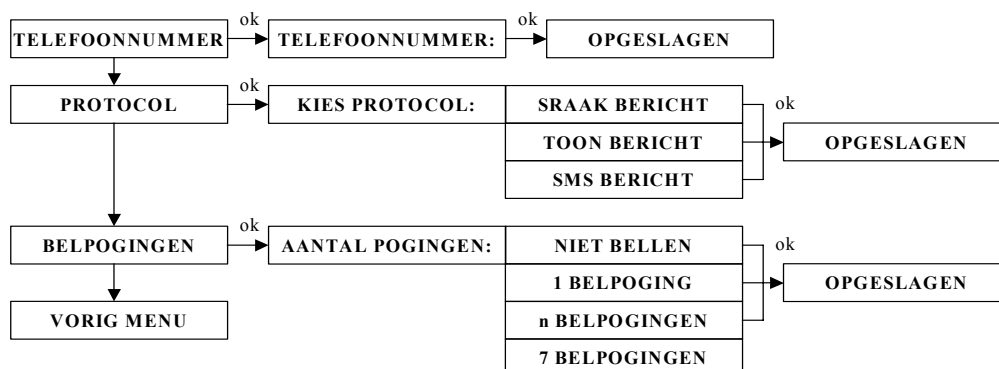 ok ok
TELEFOONNUMMER TELEFOONNUMMER: OPGESLAGEN
ok ok
PROTOCOL KIES PROTOCOL: SRAAK BERICHT
TOON BERICHT OPGESLAGEN
SMS BERICHT
ok ok
BELPOGINGEN AANTAL POGINGEN: NIET BELLEN
1 BELPOGING OPGESLAGEN
VORIG MENU n BELPOGINGEN
7 BELPOGINGEN